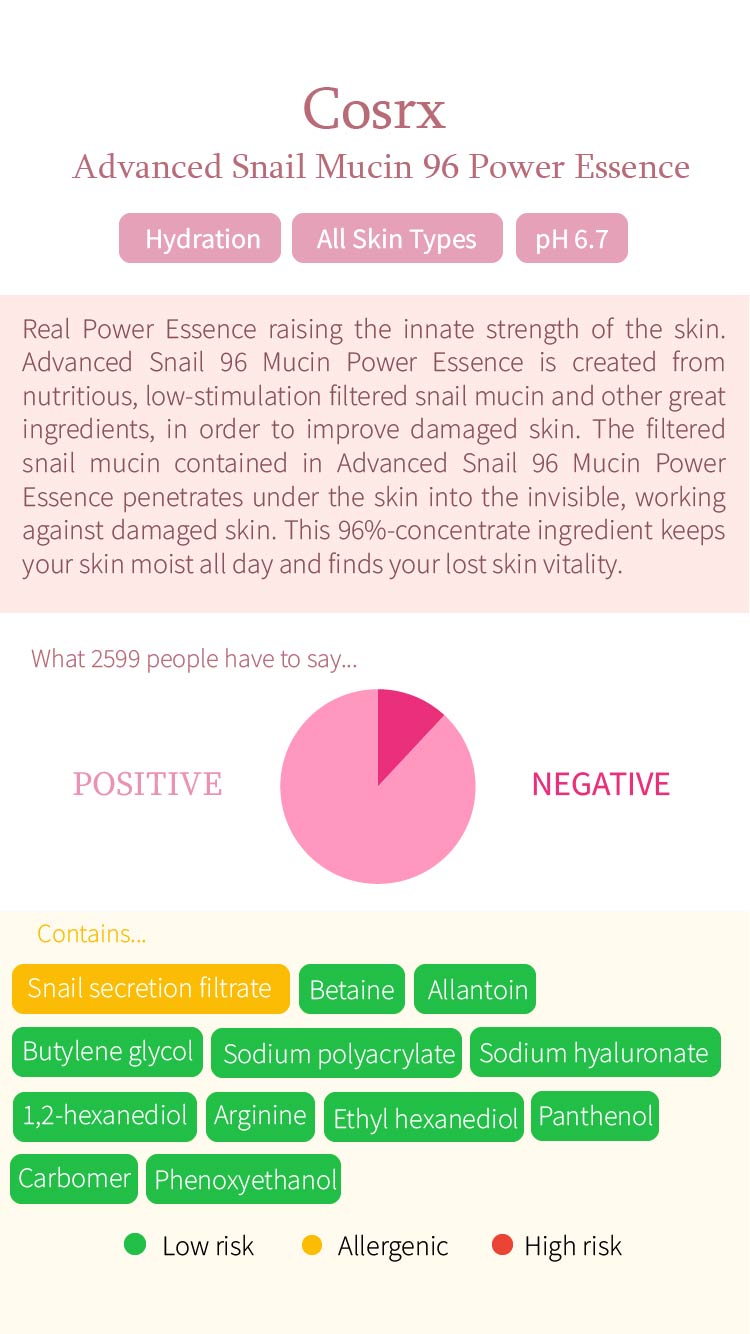 Cosrx
Advanced Snail Mucin 96 Power Essence
Hydration All Skin Types pH 6.7
Real Power Essence raising the innate strength of the skin.
Advanced Snail 96 Mucin Power Essence is created from
nutritious, low-stimulation filtered snail mucin and other great
ingredients, in order to improve damaged skin. The filtered
snail mucin contained in Advanced Snail 96 Mucin Power
Essence penetrates under the skin into the invisible, working
against damaged skin. This 96%-concentrate ingredient keeps
your skin moist all day and finds your lost skin vitality.
What 2599 people have to say...
POSITIVE NEGATIVE
Contains...
Snail secretion filtrate Betaine Allantoin
Butylene glycol Sodium polyacrylate Sodium hyaluronate
1,2-hexanediol Arginine Ethyl hexanediol Panthenol
Carbomer Phenoxyethanol
Low risk Allergenic High risk